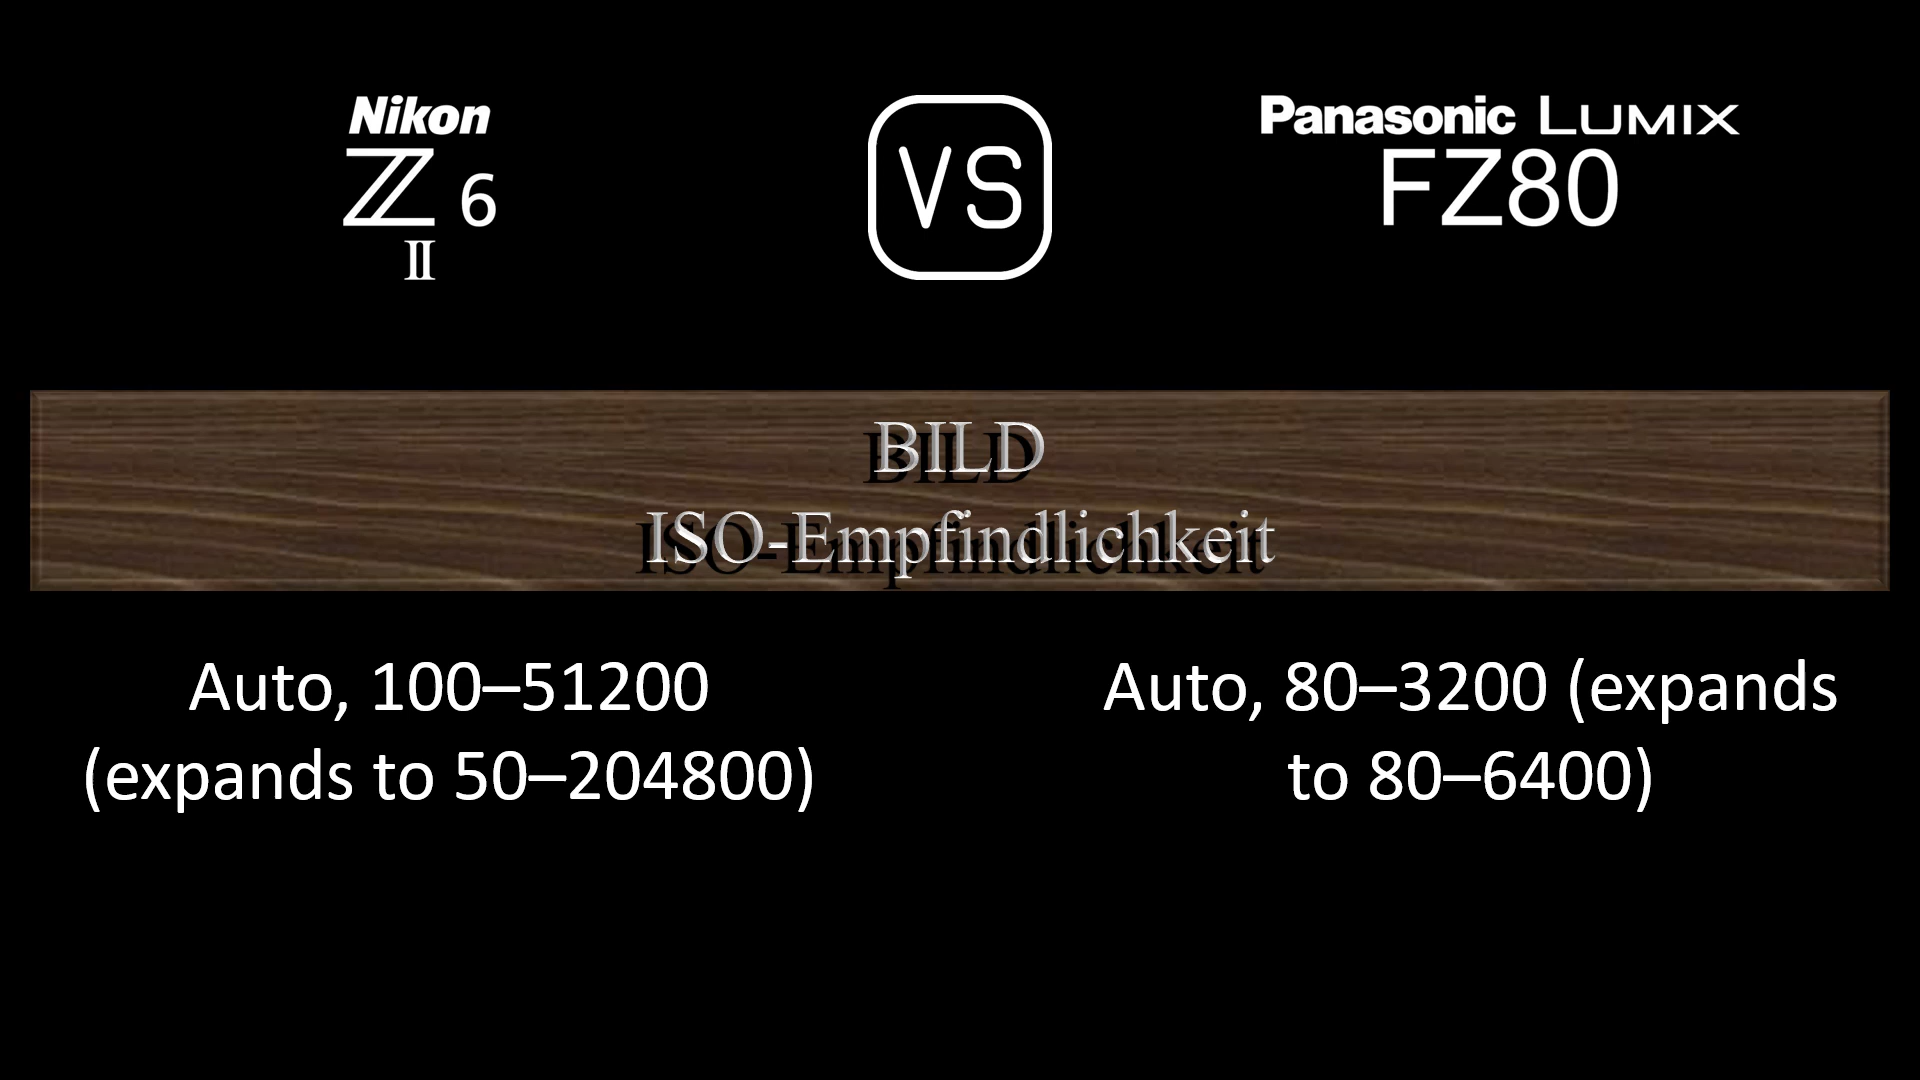 Nikon
Z 6
II
VS
Panasonic LUMIX
FZ80
BILD
ISO-Empfindlichkeit
Auto, 100–51200
(expands to 50–204800)
Auto, 80–3200 (expands
to 80–6400)